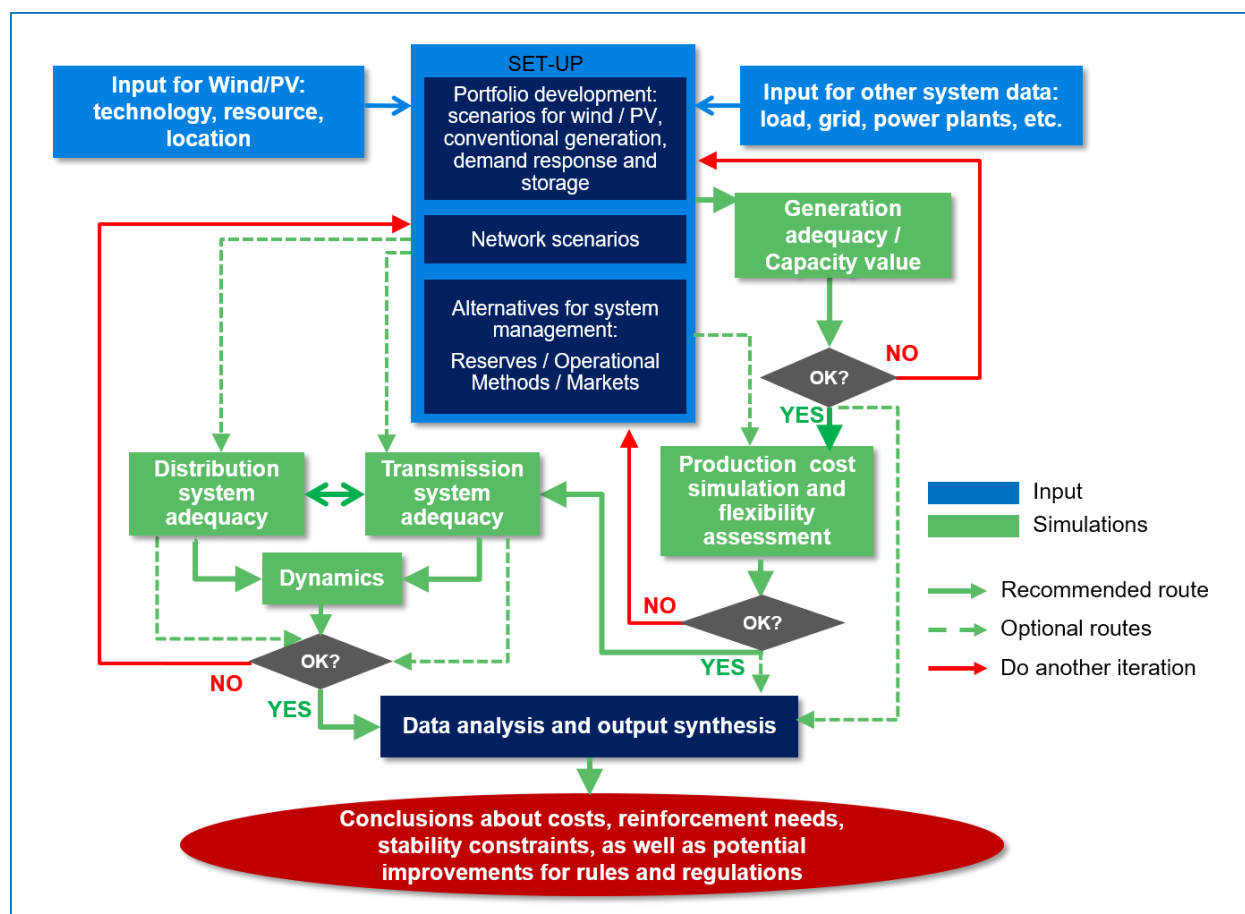 SET-UP
Input for Wind/PV:
technology, resource,
location
Portfolio development:
scenarios for wind / PV,
conventional generation,
demand response and
storage
Input for other system data:
load, grid, power plants, etc.
Network scenarios
Generation
adequacy /
Capacity value
Alternatives for system
management:
Reserves / Operational
Methods / Markets
NO
OK?
YES
Distribution
system
adequacy
Transmission
system
adequacy
Production cost
simulation and
flexibility
assessment
Input
Simulations
Dynamics
Recommended route
Optional routes
Do another iteration
NO
OK?
YES
OK?
NO
YES
Data analysis and output synthesis
Conclusions about costs, reinforcement needs,
stability constraints, as well as potential
improvements for rules and regulations